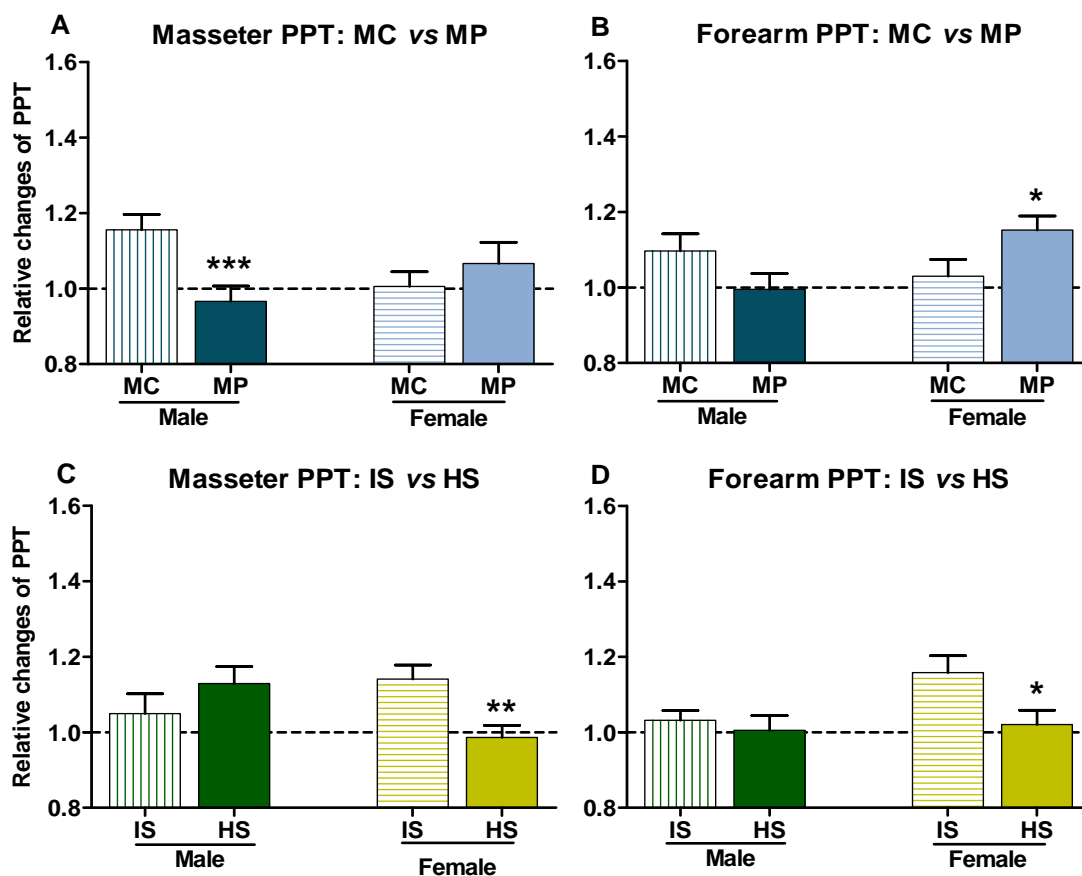 A
Masseter PPT: MC vs MP
Relative changes of PPT
1.6
1.4
1.2
1.0
0.8
***
MC MP MC MP
Male Female
B
Forearm PPT: MC vs MP
1.6
1.4
1.2
1.0
0.8
*
MC MP MC MP
Male Female
C
Masseter PPT: IS vs HS
Relative changes of PPT
1.6
1.4
1.2
1.0
0.8
**
IS HS IS HS
Male Female
D
Forearm PPT: IS vs HS
1.6
1.4
1.2
1.0
0.8
*
IS HS IS HS
Male Female